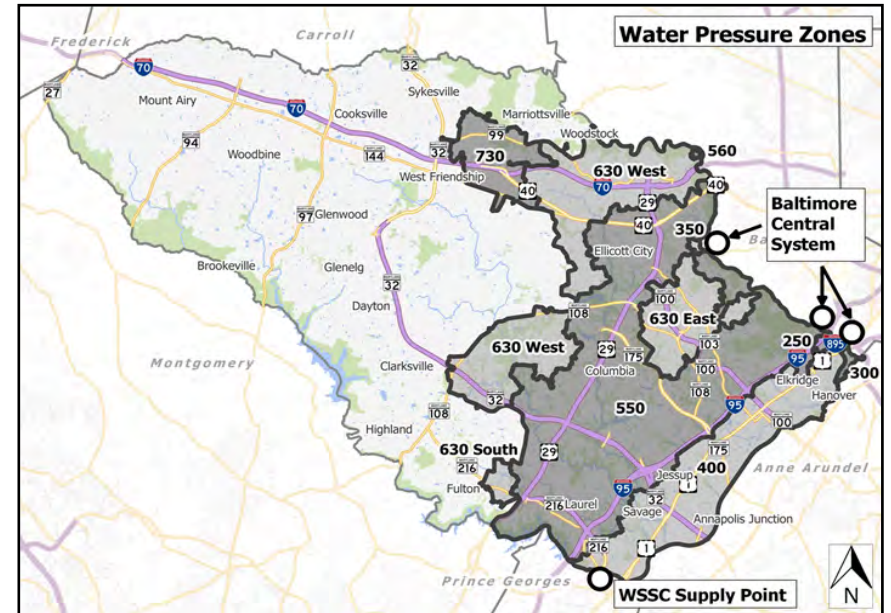 Water Pressure Zones
Frederick
Carroll
32
70
27
Mount Airy
Sykesville
70
Cooksville
Marriottsville
99
Woodstock
94
Woodbine
144
32
730
630 West
560
West Friendship
70
40
29
40
Baltimore
Central
System
97
Glenwood
40
350
Ellicott City
Brookeville
Glenelg
32
Dayton
108
100
630 East
630 West
29
175
103
250
895
95
1
300
Montgomery
Clarksville
Columbia
100
Elkridge
Hanover
32
108
550
95
108
100
Highland
630 South
29
175
216
400
Anne Arundel
Fulton
95
Jessup
1
216
Laurel
32
Savage
Annapolis Junction
216
1
Prince Georges
WSSC Supply Point
N